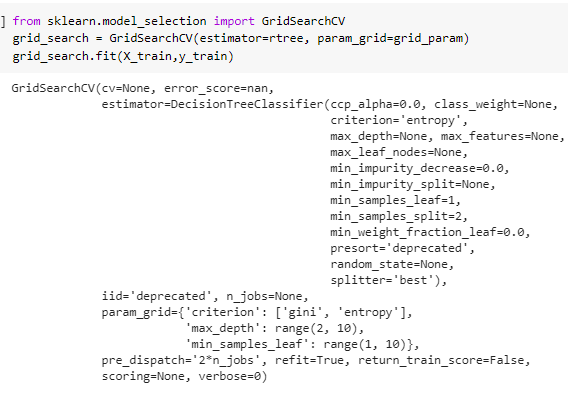 ] from sklearn.model_selection import GridSearchCV
grid_search = GridSearchCV(estimator=rtree, param_grid=grid_param)
grid_search.fit(X_train,y_train)
GridSearchCV(cv=None, error_score=nan,
estimator=DecisionTreeClassifier(ccp_alpha=0.0, class_weight=None,
criterion='entropy',
max_depth=None, max_features=None,
max_leaf_nodes=None,
min_impurity_decrease=0.0,
min_impurity_split=None,
min_samples_leaf=1,
min_samples_split=2,
min_weight_fraction_leaf=0.0,
presort='deprecated',
random_state=None,
splitter='best'),
iid='deprecated', n_jobs=None,
param_grid={'criterion': ['gini', 'entropy'],
'max_depth': range(2, 10),
'min_samples_leaf': range(1, 10)},
pre_dispatch='2*n_jobs', refit=True, return_train_score=False,
scoring=None, verbose=0)